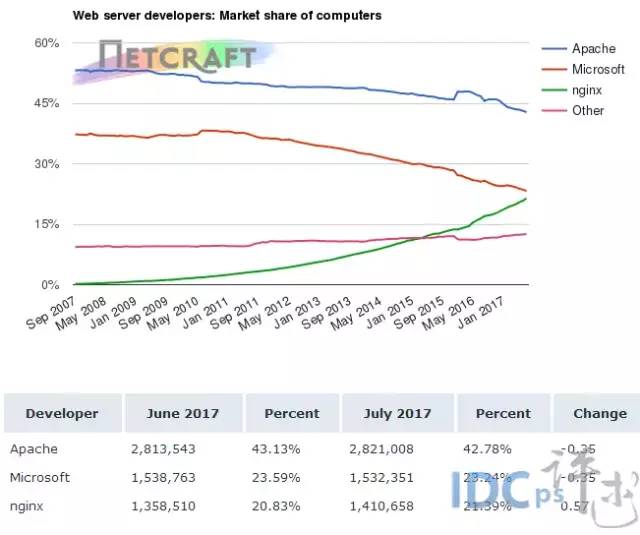 Web server developers: Market share of computers
NETCRAFT
60%
45%
30%
15%
0%
Apache
Microsoft
nginx
Other
Sep 2007
May 2008
Jan 2009
Sep 2009
May 2010
Jan 2011
Sep 2011
May 2012
Jan 2013
Sep 2013
May 2014
Jan 2015
Sep 2015
May 2016
Jan 2017
Developer June 2017 Percent July 2017 Percent Change
Apache 2,813,543 43.13% 2,821,008 42.78% -0.35
Microsoft 1,538,763 23.59% 1,532,351 23.24% -0.35
nginx 1,358,510 20.83% 1,410,658 21.39% 0.57
IDCps 评述